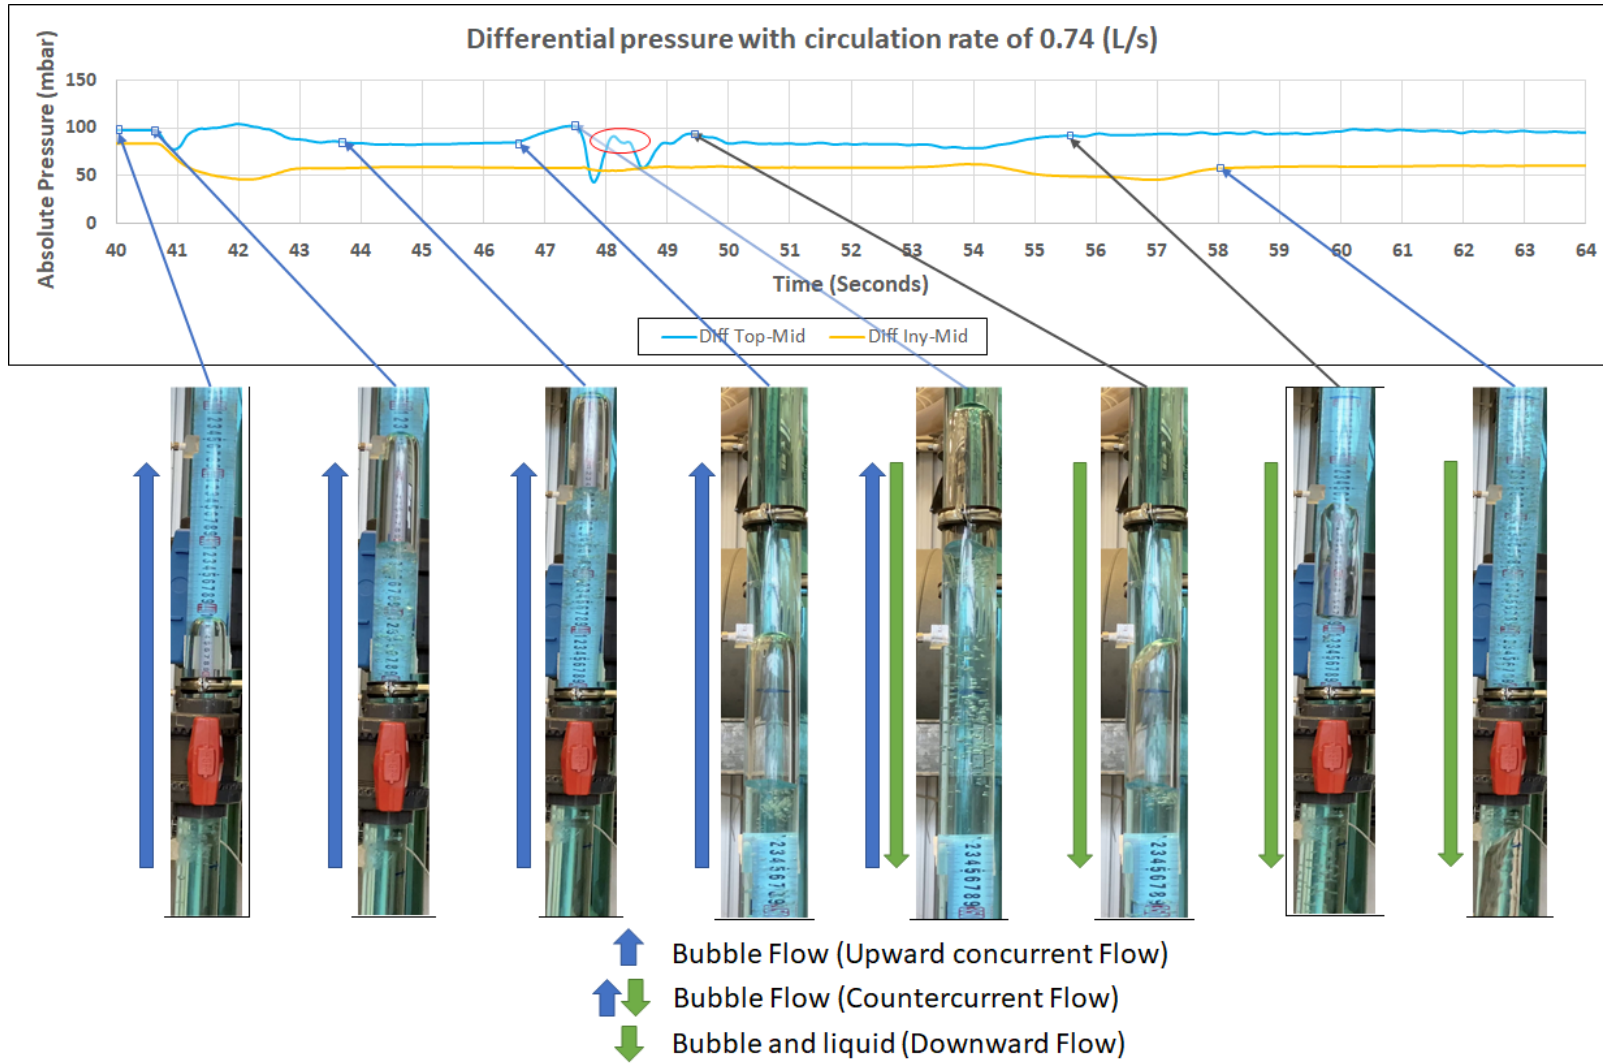 Differential pressure with circulation rate of 0.74 (L/s)
Absolute Pressure (mbar)
150
100
50
0
40 41 42 43 44 45 46 47 48 49 50 51 52 53 54 55 56 57 58 59 60 61 62 63 64
Time (Seconds)
Diff Top-Mid Diff Iny-Mid
Bubble Flow (Upward concurrent Flow)
Bubble Flow (Countercurrent Flow)
Bubble and liquid (Downward Flow)